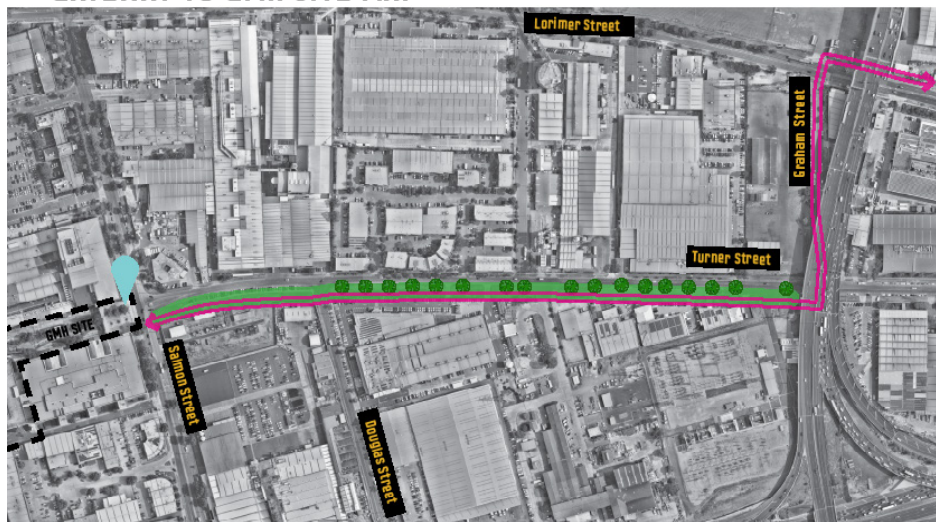 Lorimer Street
Graham Street
Turner Street
GMH SITE
Salmon Street
Douglas Street